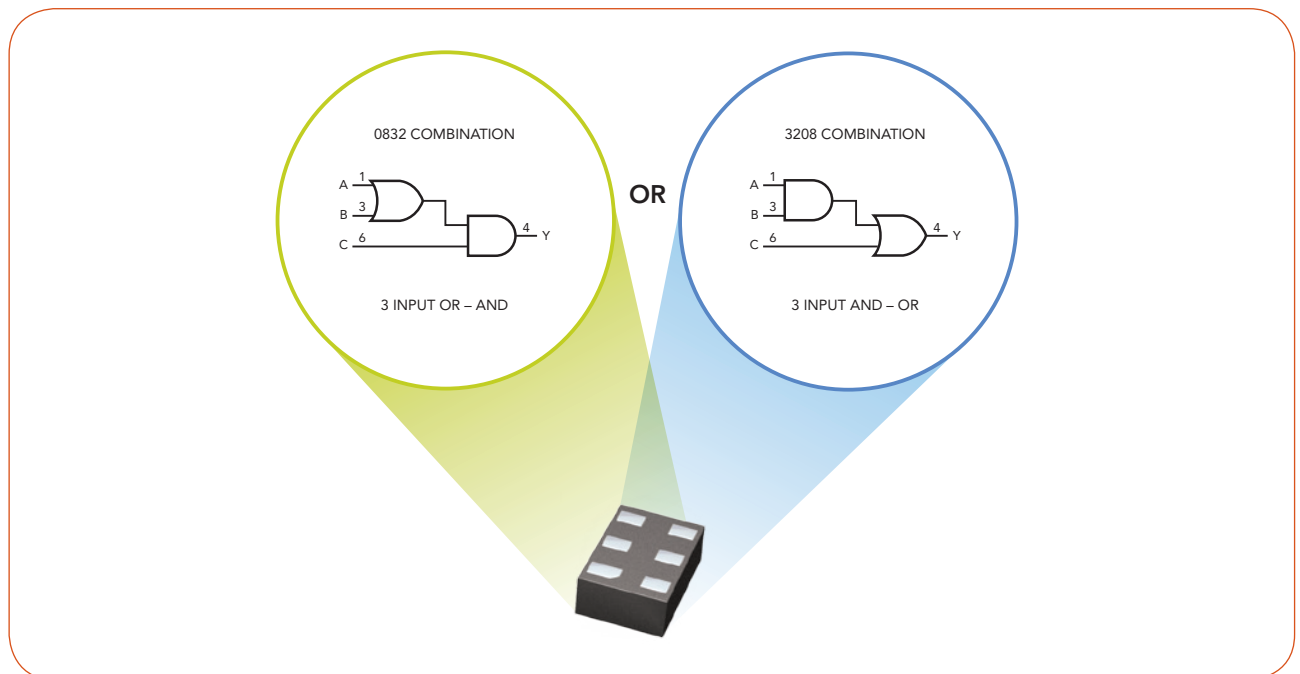 0832 COMBINATION
A 1
B 3
C 6
4 Y
3 INPUT OR – AND
OR
3208 COMBINATION
A 1
B 3
C 6
4 Y
3 INPUT AND – OR